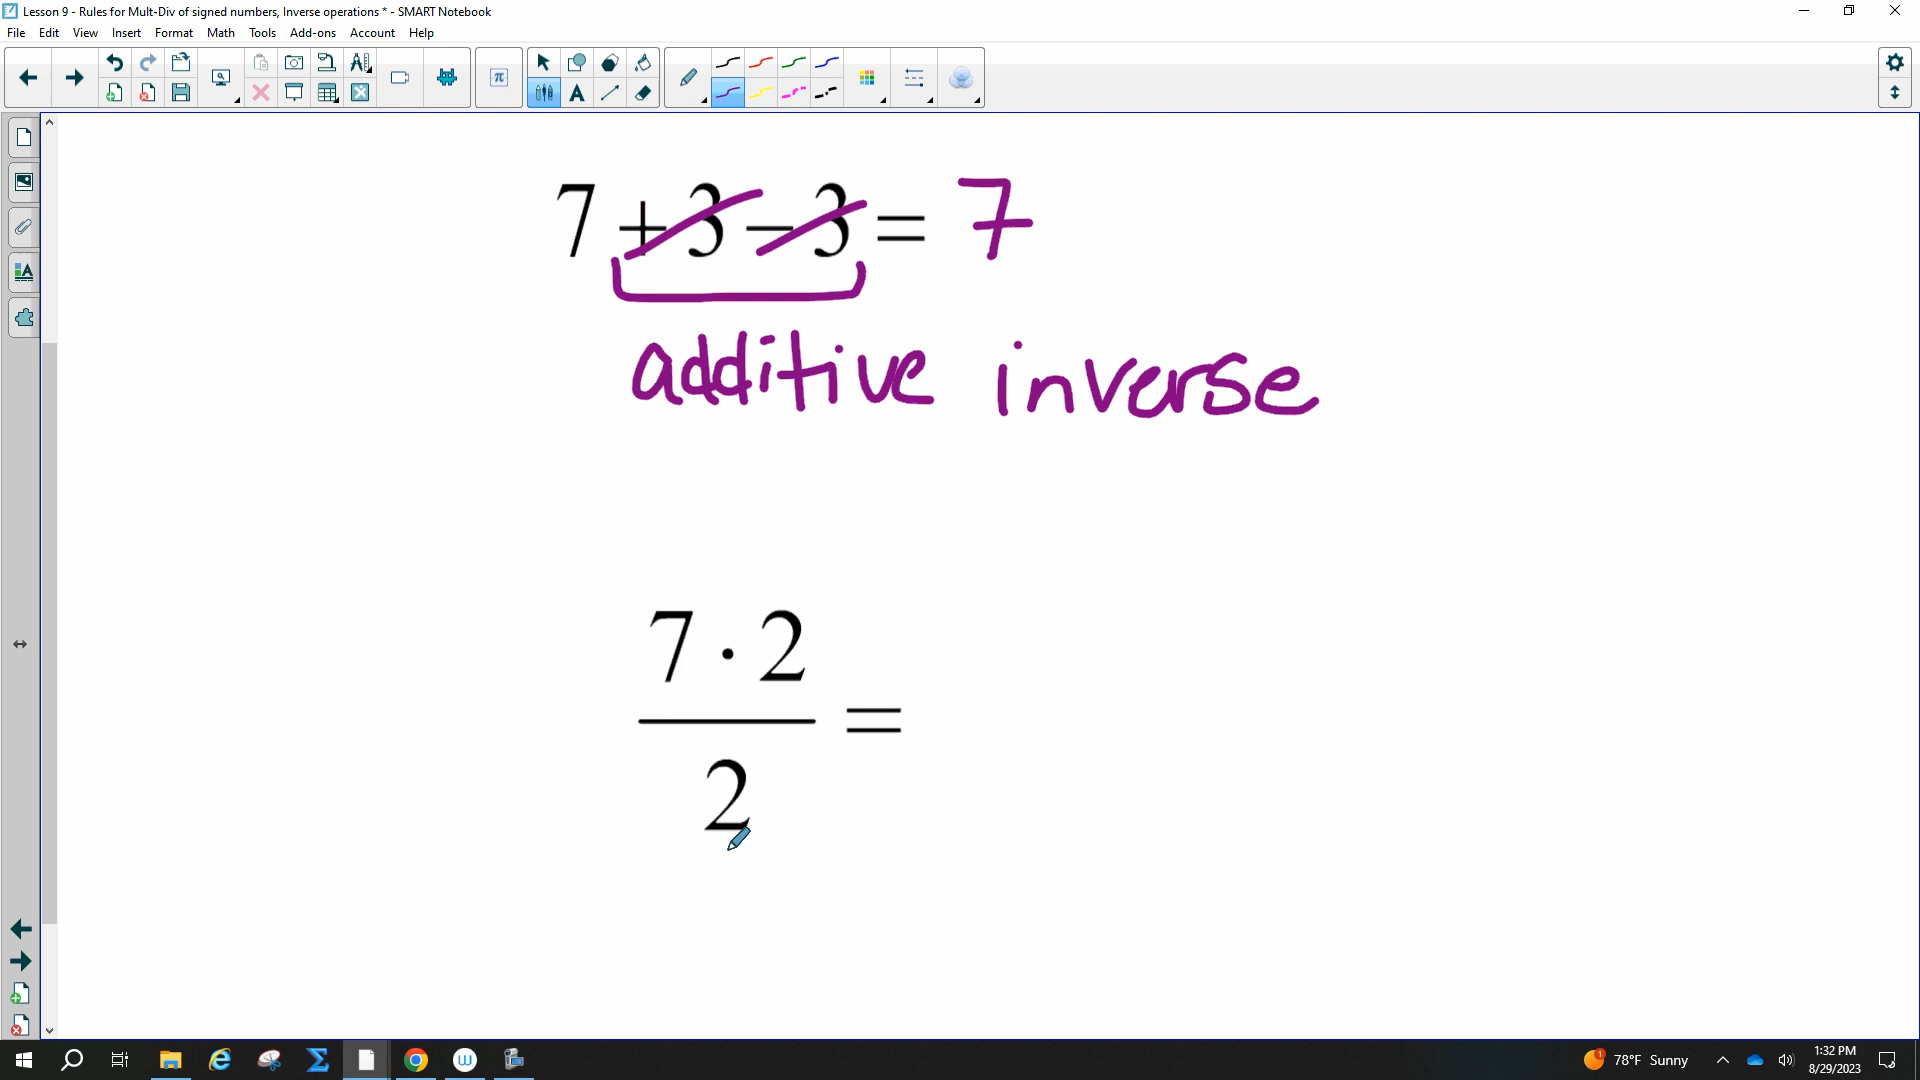 Lesson 9 - Rules for Mult-Div of signed numbers, Inverse operations * - SMART Notebook
File Edit View Insert Format Math Tools Add-ons Account Help
7 + 3 − 3 = 7
additive inverse
7 · 2
=
2
78°F Sunny
1:32 PM
8/29/2023